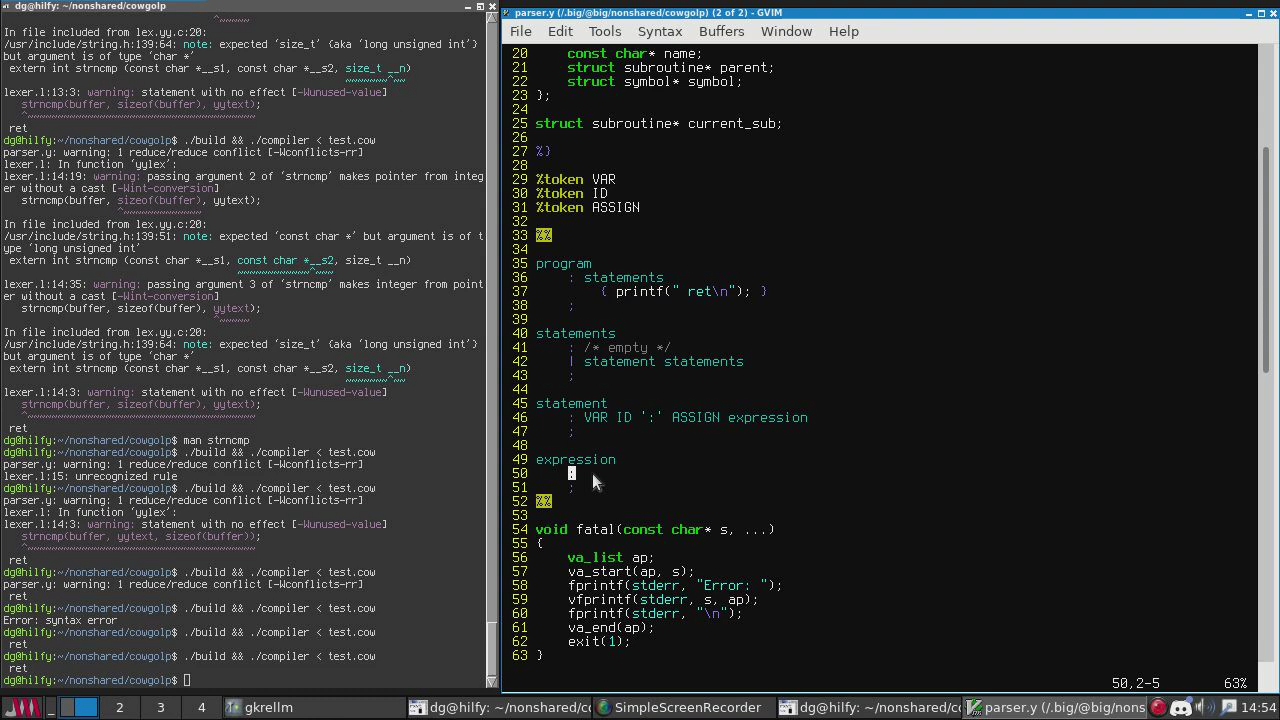 dg@hilfy: ~/nonshared/cowgolp
In file included from lex.yy.c:20:
/usr/include/string.h:139:64: note: expected ‘size_t’ {aka ‘long unsigned int’}
but argument is of type ‘char *’
extern int strncmp (const char *__s1, const char *__s2, size_t __n)
lexer.l:13:3: warning: statement with no effect [-Wunused-value]
strncmp(buffer, sizeof(buffer), yytext);
ret
dg@hilfy:~/nonshared/cowgolp$ ./build && ./compiler < test.cow
parser.y: warning: 1 reduce/reduce conflict [-Wconflicts-rr]
lexer.l: In function ‘yylex’:
lexer.l:14:19: warning: passing argument 2 of ‘strncmp’ makes pointer from integ
er without a cast [-Wint-conversion]
strncmp(buffer, sizeof(buffer), yytext);
In file included from lex.yy.c:20:
/usr/include/string.h:139:51: note: expected ‘const char *’ but argument is of t
ype ‘long unsigned int’
extern int strncmp (const char *__s1, const char *__s2, size_t __n)
lexer.l:14:35: warning: passing argument 3 of ‘strncmp’ makes integer from point
er without a cast [-Wint-conversion]
strncmp(buffer, sizeof(buffer), yytext);
In file included from lex.yy.c:20:
/usr/include/string.h:139:64: note: expected ‘size_t’ {aka ‘long unsigned int’}
but argument is of type ‘char *’
extern int strncmp (const char *__s1, const char *__s2, size_t __n)
lexer.l:14:3: warning: statement with no effect [-Wunused-value]
strncmp(buffer, sizeof(buffer), yytext);
ret
dg@hilfy:~/nonshared/cowgolp$ man strncmp
dg@hilfy:~/nonshared/cowgolp$ ./build && ./compiler < test.cow
parser.y: warning: 1 reduce/reduce conflict [-Wconflicts-rr]
lexer.l:15: unrecognized rule
dg@hilfy:~/nonshared/cowgolp$ ./build && ./compiler < test.cow
parser.y: warning: 1 reduce/reduce conflict [-Wconflicts-rr]
lexer.l: In function ‘yylex’:
lexer.l:14:3: warning: statement with no effect [-Wunused-value]
strncmp(buffer, yytext, sizeof(buffer));
ret
dg@hilfy:~/nonshared/cowgolp$ ./build && ./compiler < test.cow
parser.y: warning: 1 reduce/reduce conflict [-Wconflicts-rr]
ret
dg@hilfy:~/nonshared/cowgolp$ ./build && ./compiler < test.cow
Error: syntax error
dg@hilfy:~/nonshared/cowgolp$ ./build && ./compiler < test.cow
ret
dg@hilfy:~/nonshared/cowgolp$ ./build && ./compiler < test.cow
ret
dg@hilfy:~/nonshared/cowgolp$
parser.y (/.big/@big/nonshared/cowgolp) (2 of 2) - GVIM
File Edit Tools Syntax Buffers Window Help
20 const char* name;
21 struct subroutine* parent;
22 struct symbol* symbol;
23 };
24
25 struct subroutine* current_sub;
26
27 %}
28
29 %token VAR
30 %token ID
31 %token ASSIGN
32
33 %%
34
35 program
36 : statements
37 { printf(" ret\n"); }
38 ;
39
40 statements
41 : /* empty */
42 | statement statements
43 ;
44
45 statement
46 : VAR ID ':' ASSIGN expression
47 ;
48
49 expression
50 :
51 ;
52 %%
53
54 void fatal(const char* s, ...)
55 {
56 va_list ap;
57 va_start(ap, s);
58 fprintf(stderr, "Error: ");
59 vfprintf(stderr, s, ap);
60 fprintf(stderr, "\n");
61 va_end(ap);
62 exit(1);
63 }
50,2-5 63%
2 3 4 gkrellm dg@hilfy: ~/nonshared/co SimpleScreenRecorder dg@hilfy: ~/nonshared/co parser.y (/.big/@big/nons 14:54